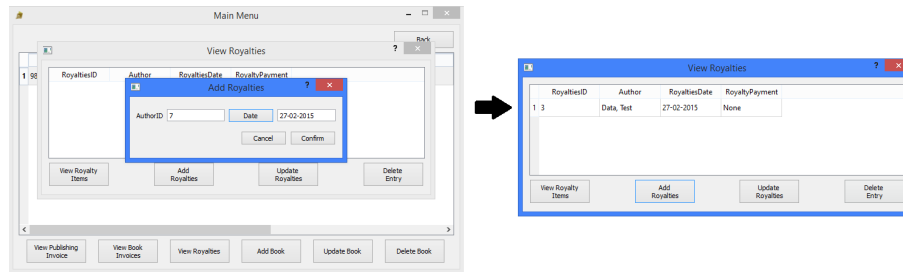 Main Menu
Back
View Royalties ?
1 98
RoyaltiesID Author RoyaltiesDate RoyaltyPayment
Add Royalties ?
AuthorID 7 Date 27-02-2015
Cancel Confirm
View Royalty Items
Add Royalties
Update Royalties
Delete Entry
View Publishing Invoice
View Book Invoices
View Royalties
Add Book
Update Book
Delete Book
View Royalties ?
RoyaltiesID Author RoyaltiesDate RoyaltyPayment
1 3 Data, Test 27-02-2015 None
View Royalty Items
Add Royalties
Update Royalties
Delete Entry